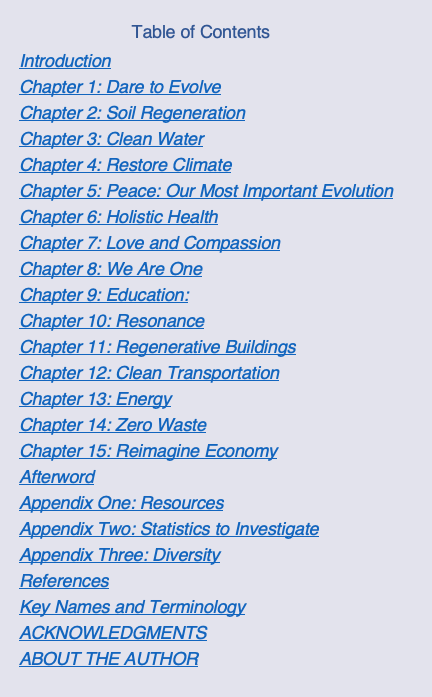 Table of Contents
Introduction
Chapter 1: Dare to Evolve
Chapter 2: Soil Regeneration
Chapter 3: Clean Water
Chapter 4: Restore Climate
Chapter 5: Peace: Our Most Important Evolution
Chapter 6: Holistic Health
Chapter 7: Love and Compassion
Chapter 8: We Are One
Chapter 9: Education:
Chapter 10: Resonance
Chapter 11: Regenerative Buildings
Chapter 12: Clean Transportation
Chapter 13: Energy
Chapter 14: Zero Waste
Chapter 15: Reimagine Economy
Afterword
Appendix One: Resources
Appendix Two: Statistics to Investigate
Appendix Three: Diversity
References
Key Names and Terminology
ACKNOWLEDGMENTS
ABOUT THE AUTHOR